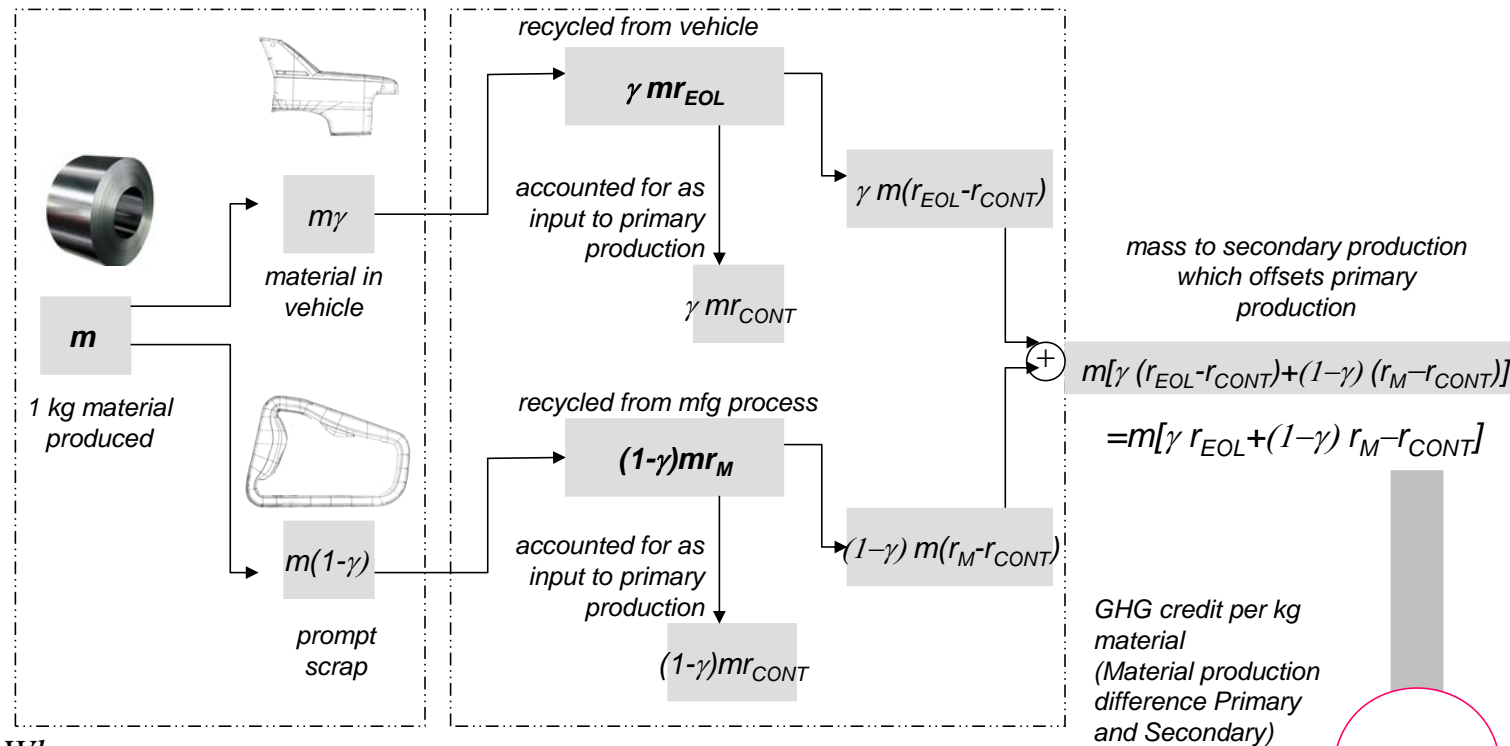 recycled from vehicle
γ mr_EOL
mγ
material in
vehicle
accounted for as
input to primary
production
γ m(r_EOL-r_CONT)
γ mr_CONT
m
1 kg material
produced
mass to secondary production
which offsets primary
production
+
m[γ (r_EOL-r_CONT)+(1–γ) (r_M–r_CONT)]
=m[γ r_EOL+(1–γ) r_M–r_CONT]
recycled from mfg process
(1-γ)mr_M
m(1-γ)
prompt
scrap
accounted for as
input to primary
production
(1–γ) m(r_M-r_CONT)
(1-γ)mr_CONT
GHG credit per kg
material
(Material production
difference Primary
and Secondary)